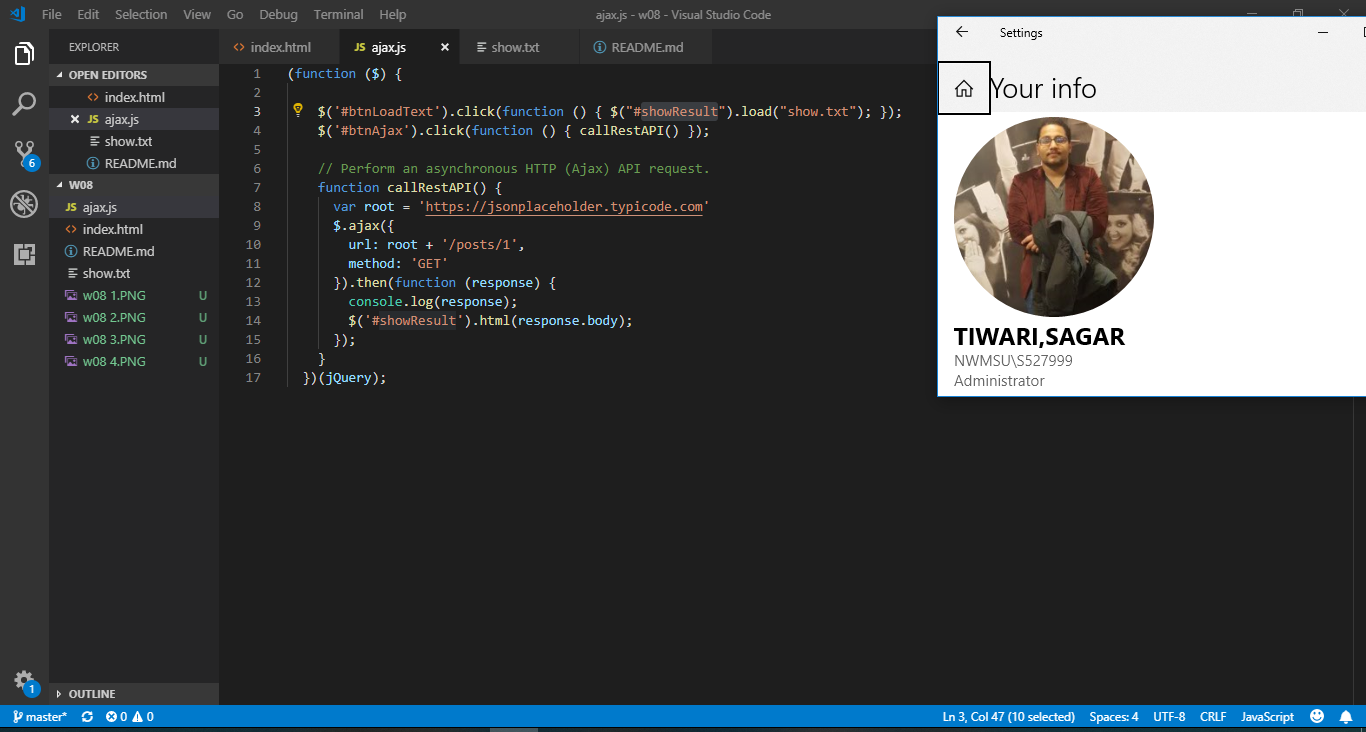 File Edit Selection View Go Debug Terminal Help
ajax.js - w08 - Visual Studio Code
EXPLORER
OPEN EDITORS
<> index.html
JS ajax.js
show.txt
README.md
W08
JS ajax.js
<> index.html
README.md
show.txt
w08 1.PNG U
w08 2.PNG U
w08 3.PNG U
w08 4.PNG U
OUTLINE
6
1
<> index.html JS ajax.js show.txt README.md
1 (function ($) {
2
3 $('#btnLoadText').click(function () { $("#showResult").load("show.txt"); });
4 $('#btnAjax').click(function () { callRestAPI() });
5
6 // Perform an asynchronous HTTP (Ajax) API request.
7 function callRestAPI() {
8 var root = 'https://jsonplaceholder.typicode.com'
9 $.ajax({
10 url: root + '/posts/1',
11 method: 'GET'
12 }).then(function (response) {
13 console.log(response);
14 $('#showResult').html(response.body);
15 });
16 }
17 })(jQuery);
Settings
Your info
TIWARI,SAGAR
NWMSU\S527999
Administrator
master* 0 0 Ln 3, Col 47 (10 selected) Spaces: 4 UTF-8 CRLF JavaScript